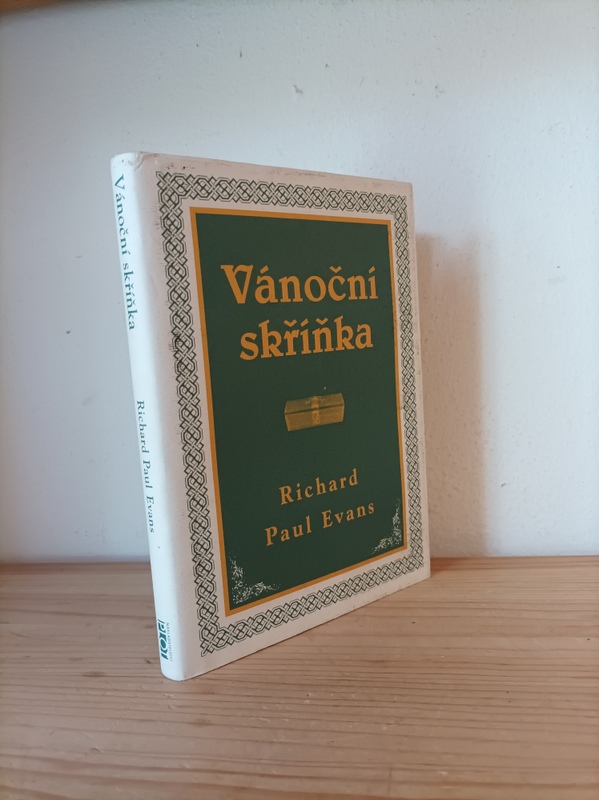 Vánoční
skříňka
Richard
Paul Evans
Vánoční skříňka
Richard Paul Evans